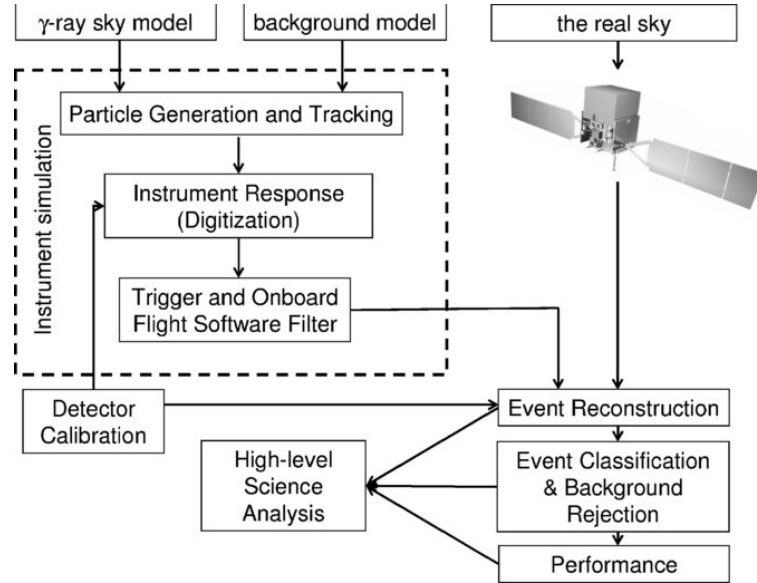 γ-ray sky model
background model
the real sky
Particle Generation and Tracking
Instrument simulation
Instrument Response
(Digitization)
Trigger and Onboard
Flight Software Filter
Detector
Calibration
Event Reconstruction
High-level
Science
Analysis
Event Classification
& Background
Rejection
Performance